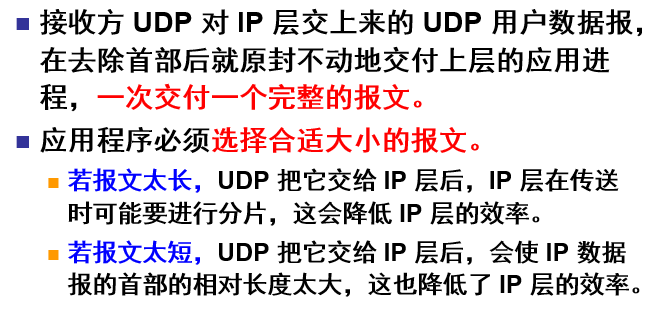 接收方 UDP 对 IP 层交上来的 UDP 用户数据报，
在去除首部后就原封不动地交付上层的应用进
程，一次交付一个完整的报文。
应用程序必须选择合适大小的报文。
若报文太长，UDP 把它交给 IP 层后，IP 层在传送
时可能要进行分片，这会降低 IP 层的效率。
若报文太短，UDP 把它交给 IP 层后，会使 IP 数据
报的首部的相对长度太大，这也降低了 IP 层的效率。